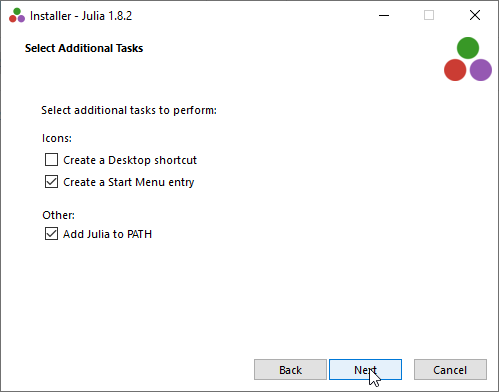 Installer - Julia 1.8.2
Select Additional Tasks
Select additional tasks to perform:
Icons:
Create a Desktop shortcut
Create a Start Menu entry
Other:
Add Julia to PATH
Back Next Cancel